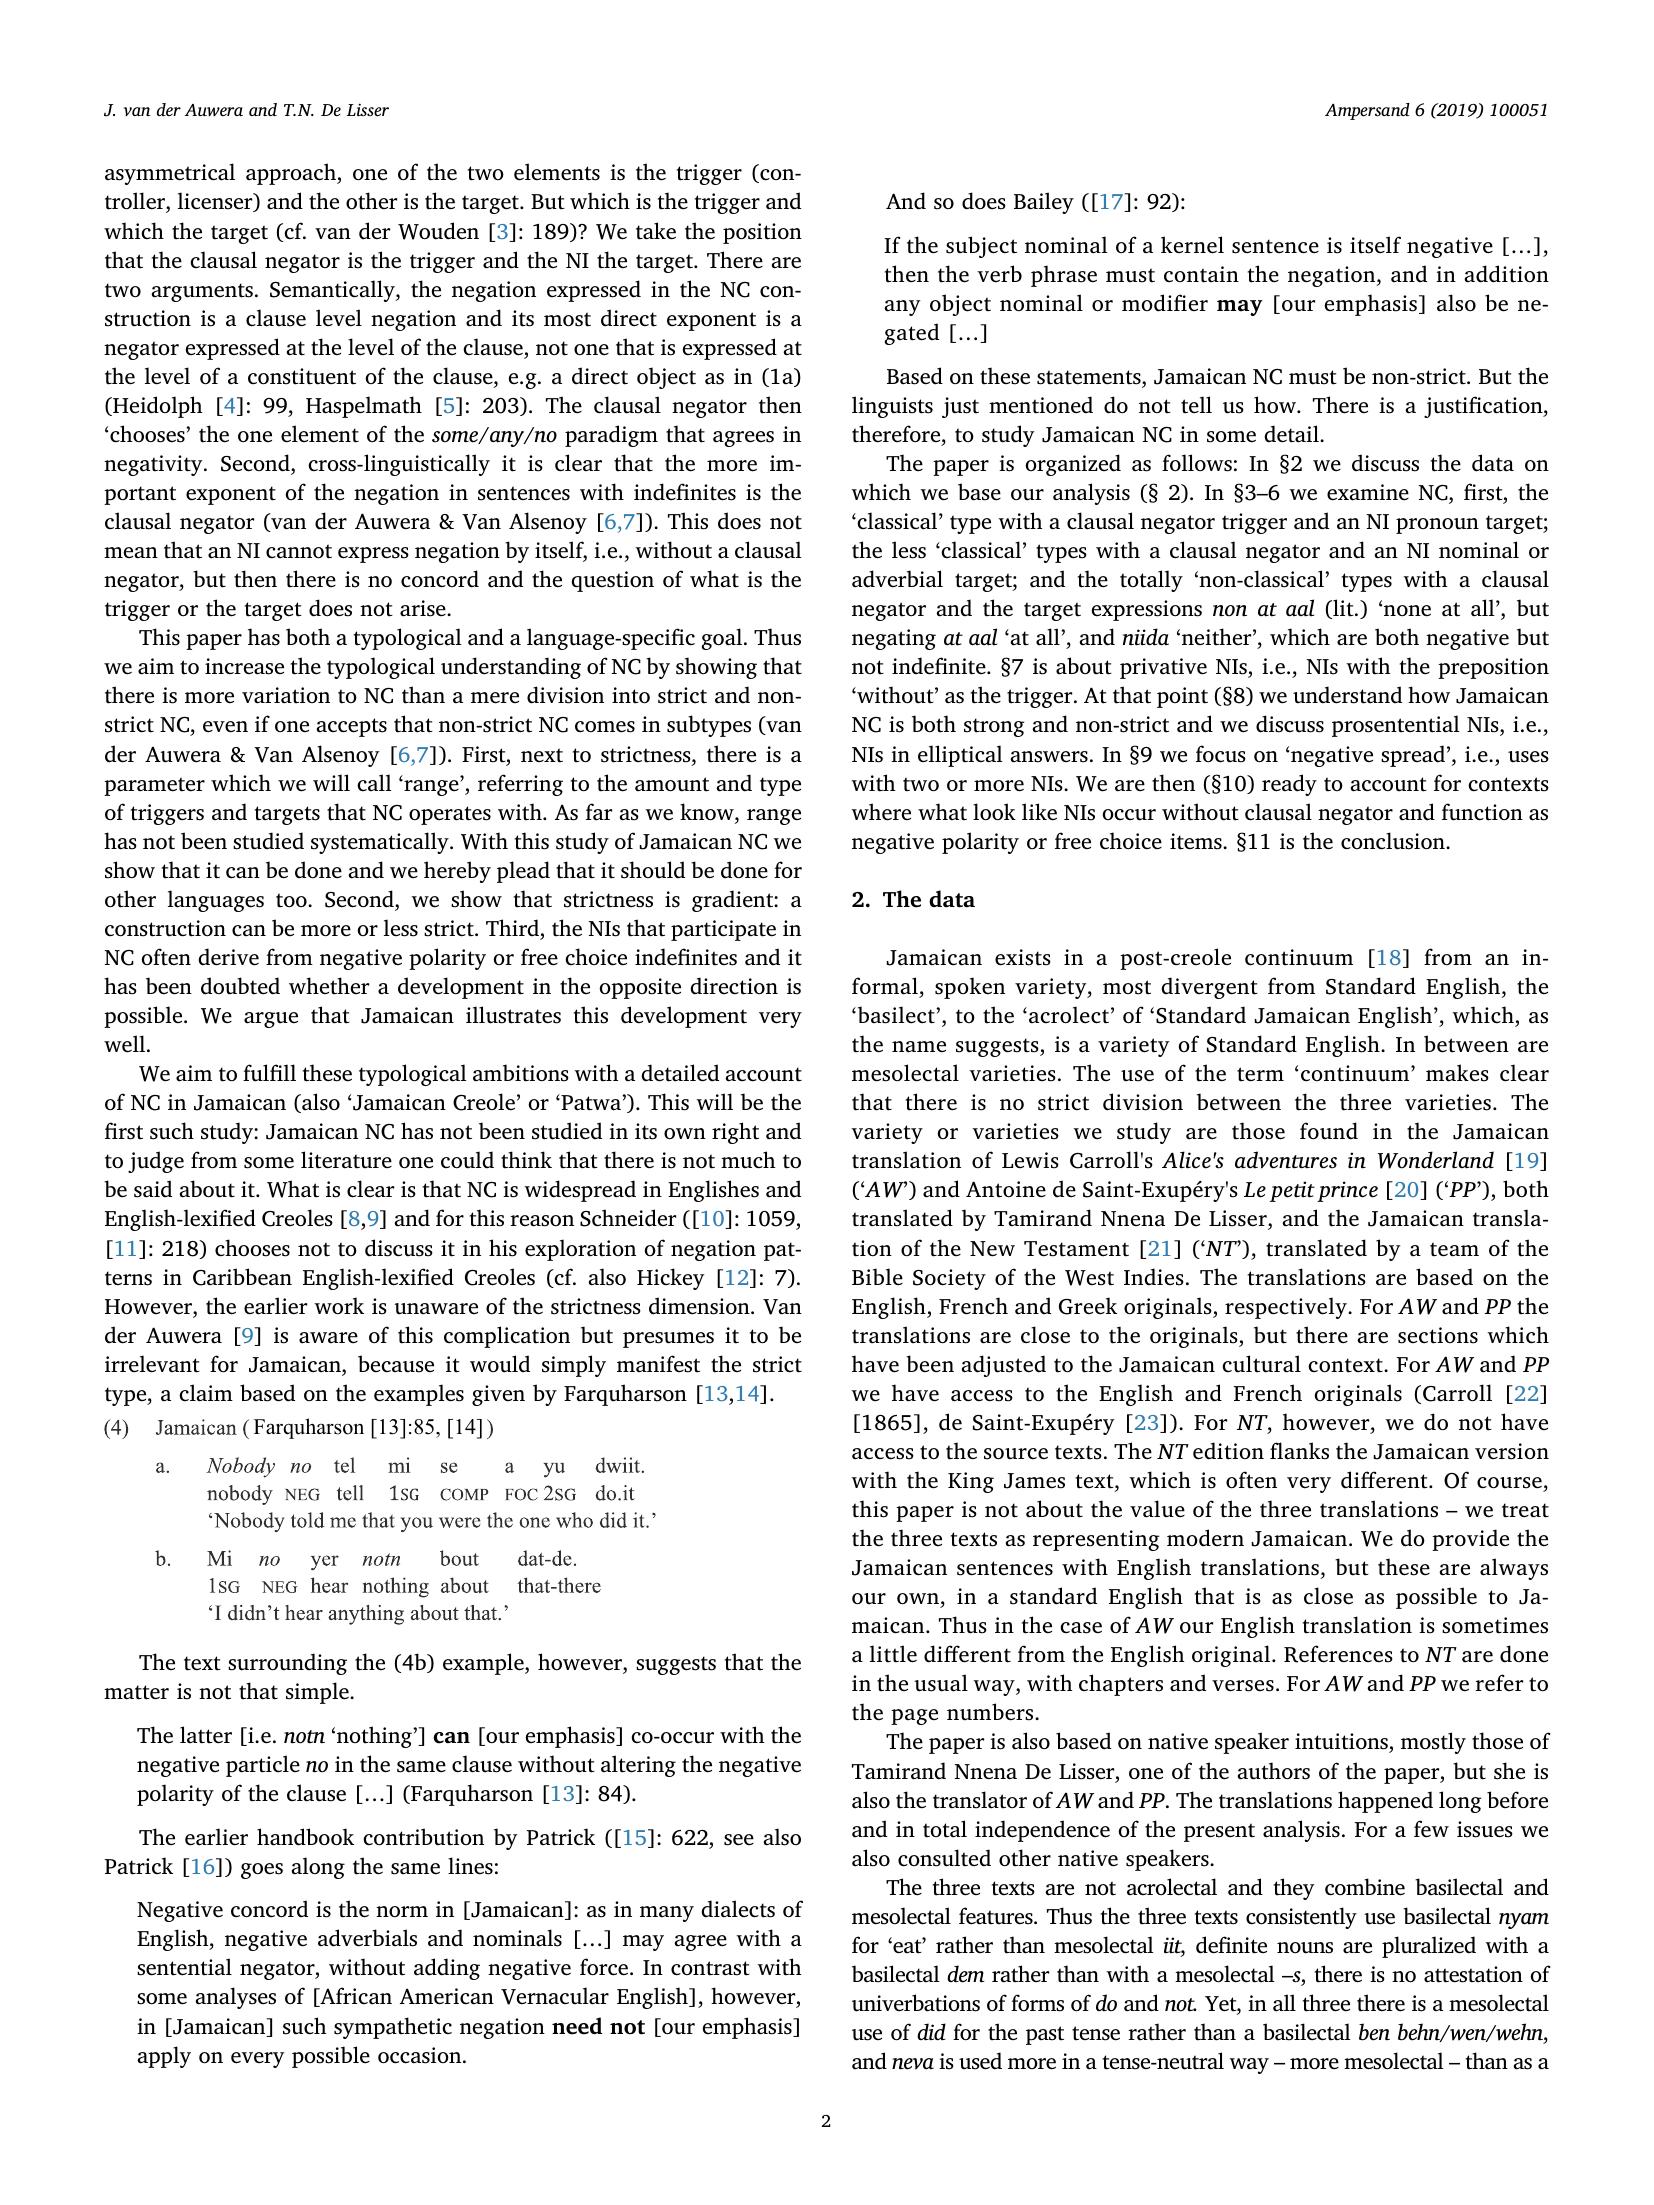 J. van der Auwera and T.N. De Lisser
Ampersand 6 (2019) 100051
asymmetrical approach, one of the two elements is the trigger (con-
troller, licenser) and the other is the target. But which is the trigger and
which the target (cf. van der Wouden [3]: 189)? We take the position
that the clausal negator is the trigger and the NI the target. There are
two arguments. Semantically, the negation expressed in the NC con-
struction is a clause level negation and its most direct exponent is a
negator expressed at the level of the clause, not one that is expressed at
the level of a constituent of the clause, e.g. a direct object as in (1a)
(Heidolph [4]: 99, Haspelmath [5]: 203). The clausal negator then
‘chooses’ the one element of the some/any/no paradigm that agrees in
negativity. Second, cross-linguistically it is clear that the more im-
portant exponent of the negation in sentences with indefinites is the
clausal negator (van der Auwera & Van Alsenoy [6,7]). This does not
mean that an NI cannot express negation by itself, i.e., without a clausal
negator, but then there is no concord and the question of what is the
trigger or the target does not arise.
This paper has both a typological and a language-specific goal. Thus
we aim to increase the typological understanding of NC by showing that
there is more variation to NC than a mere division into strict and non-
strict NC, even if one accepts that non-strict NC comes in subtypes (van
der Auwera & Van Alsenoy [6,7]). First, next to strictness, there is a
parameter which we will call ‘range’, referring to the amount and type
of triggers and targets that NC operates with. As far as we know, range
has not been studied systematically. With this study of Jamaican NC we
show that it can be done and we hereby plead that it should be done for
other languages too. Second, we show that strictness is gradient: a
construction can be more or less strict. Third, the NIs that participate in
NC often derive from negative polarity or free choice indefinites and it
has been doubted whether a development in the opposite direction is
possible. We argue that Jamaican illustrates this development very
well.
We aim to fulfill these typological ambitions with a detailed account
of NC in Jamaican (also ‘Jamaican Creole’ or ‘Patwa’). This will be the
first such study: Jamaican NC has not been studied in its own right and
to judge from some literature one could think that there is not much to
be said about it. What is clear is that NC is widespread in Englishes and
English-lexified Creoles [8,9] and for this reason Schneider ([10]: 1059,
[11]: 218) chooses not to discuss it in his exploration of negation pat-
terns in Caribbean English-lexified Creoles (cf. also Hickey [12]: 7).
However, the earlier work is unaware of the strictness dimension. Van
der Auwera [9] is aware of this complication but presumes it to be
irrelevant for Jamaican, because it would simply manifest the strict
type, a claim based on the examples given by Farquharson [13,14].
(4) Jamaican ( Farquharson [13]:85, [14])
a. Nobody no tel mi se a yu dwiit.
nobody NEG tell 1SG COMP FOC 2SG do.it
‘Nobody told me that you were the one who did it.’
b. Mi no yer notn bout dat-de.
1SG NEG hear nothing about that-there
‘I didn’t hear anything about that.’
The text surrounding the (4b) example, however, suggests that the
matter is not that simple.
The latter [i.e. notn ‘nothing’] can [our emphasis] co-occur with the
negative particle no in the same clause without altering the negative
polarity of the clause […] (Farquharson [13]: 84).
The earlier handbook contribution by Patrick ([15]: 622, see also
Patrick [16]) goes along the same lines:
Negative concord is the norm in [Jamaican]: as in many dialects of
English, negative adverbials and nominals […] may agree with a
sentential negator, without adding negative force. In contrast with
some analyses of [African American Vernacular English], however,
in [Jamaican] such sympathetic negation need not [our emphasis]
apply on every possible occasion.
And so does Bailey ([17]: 92):
If the subject nominal of a kernel sentence is itself negative […],
then the verb phrase must contain the negation, and in addition
any object nominal or modifier may [our emphasis] also be ne-
gated […]
Based on these statements, Jamaican NC must be non-strict. But the
linguists just mentioned do not tell us how. There is a justification,
therefore, to study Jamaican NC in some detail.
The paper is organized as follows: In §2 we discuss the data on
which we base our analysis (§ 2). In §3–6 we examine NC, first, the
‘classical’ type with a clausal negator trigger and an NI pronoun target;
the less ‘classical’ types with a clausal negator and an NI nominal or
adverbial target; and the totally ‘non-classical’ types with a clausal
negator and the target expressions non at aal (lit.) ‘none at all’, but
negating at aal ‘at all’, and niida ‘neither’, which are both negative but
not indefinite. §7 is about privative NIs, i.e., NIs with the preposition
‘without’ as the trigger. At that point (§8) we understand how Jamaican
NC is both strong and non-strict and we discuss prosentential NIs, i.e.,
NIs in elliptical answers. In §9 we focus on ‘negative spread’, i.e., uses
with two or more NIs. We are then (§10) ready to account for contexts
where what look like NIs occur without clausal negator and function as
negative polarity or free choice items. §11 is the conclusion.
2. The data
Jamaican exists in a post-creole continuum [18] from an in-
formal, spoken variety, most divergent from Standard English, the
‘basilect’, to the ‘acrolect’ of ‘Standard Jamaican English’, which, as
the name suggests, is a variety of Standard English. In between are
mesolectal varieties. The use of the term ‘continuum’ makes clear
that there is no strict division between the three varieties. The
variety or varieties we study are those found in the Jamaican
translation of Lewis Carroll's Alice's adventures in Wonderland [19]
(‘AW’) and Antoine de Saint-Exupéry's Le petit prince [20] (‘PP’), both
translated by Tamirand Nnena De Lisser, and the Jamaican transla-
tion of the New Testament [21] (‘NT’), translated by a team of the
Bible Society of the West Indies. The translations are based on the
English, French and Greek originals, respectively. For AW and PP the
translations are close to the originals, but there are sections which
have been adjusted to the Jamaican cultural context. For AW and PP
we have access to the English and French originals (Carroll [22]
[1865], de Saint-Exupéry [23]). For NT, however, we do not have
access to the source texts. The NT edition flanks the Jamaican version
with the King James text, which is often very different. Of course,
this paper is not about the value of the three translations – we treat
the three texts as representing modern Jamaican. We do provide the
Jamaican sentences with English translations, but these are always
our own, in a standard English that is as close as possible to Ja-
maican. Thus in the case of AW our English translation is sometimes
a little different from the English original. References to NT are done
in the usual way, with chapters and verses. For AW and PP we refer to
the page numbers.
The paper is also based on native speaker intuitions, mostly those of
Tamirand Nnena De Lisser, one of the authors of the paper, but she is
also the translator of AW and PP. The translations happened long before
and in total independence of the present analysis. For a few issues we
also consulted other native speakers.
The three texts are not acrolectal and they combine basilectal and
mesolectal features. Thus the three texts consistently use basilectal nyam
for ‘eat’ rather than mesolectal iit, definite nouns are pluralized with a
basilectal dem rather than with a mesolectal –s, there is no attestation of
univerbations of forms of do and not. Yet, in all three there is a mesolectal
use of did for the past tense rather than a basilectal ben behn/wen/wehn,
and neva is used more in a tense-neutral way – more mesolectal – than as a
2